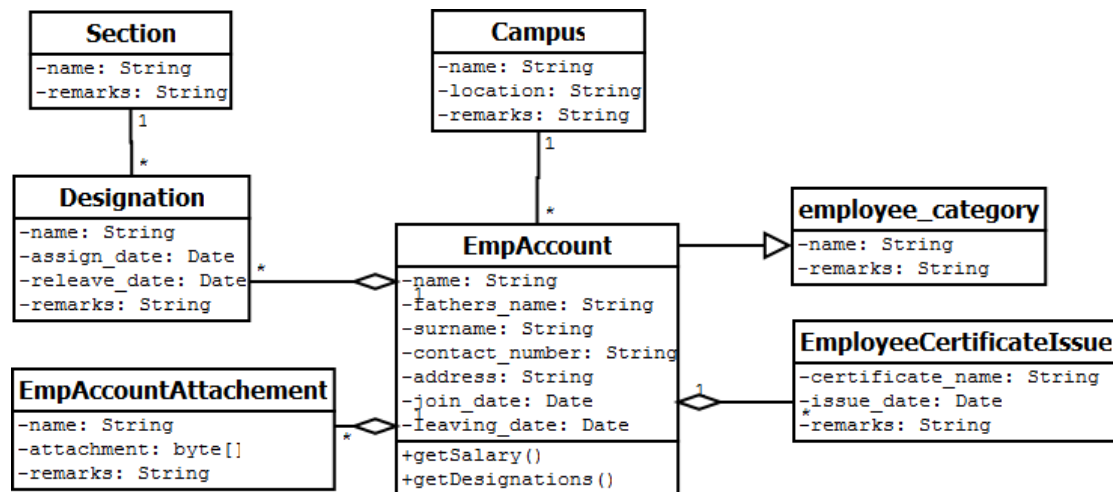 Section
-name: String
-remarks: String
1
*
Campus
-name: String
-location: String
-remarks: String
1
*
Designation
-name: String
-assign_date: Date
-releave_date: Date
-remarks: String
*
1
EmpAccount
-name: String
-fathers_name: String
-surname: String
-contact_number: String
-address: String
-join_date: Date
-leaving_date: Date
+getSalary()
+getDesignations()
employee_category
-name: String
-remarks: String
EmpAccountAttachement
-name: String
-attachment: byte[]
-remarks: String
*
1
EmployeeCertificateIssue
-certificate_name: String
-issue_date: Date
-remarks: String
1
*